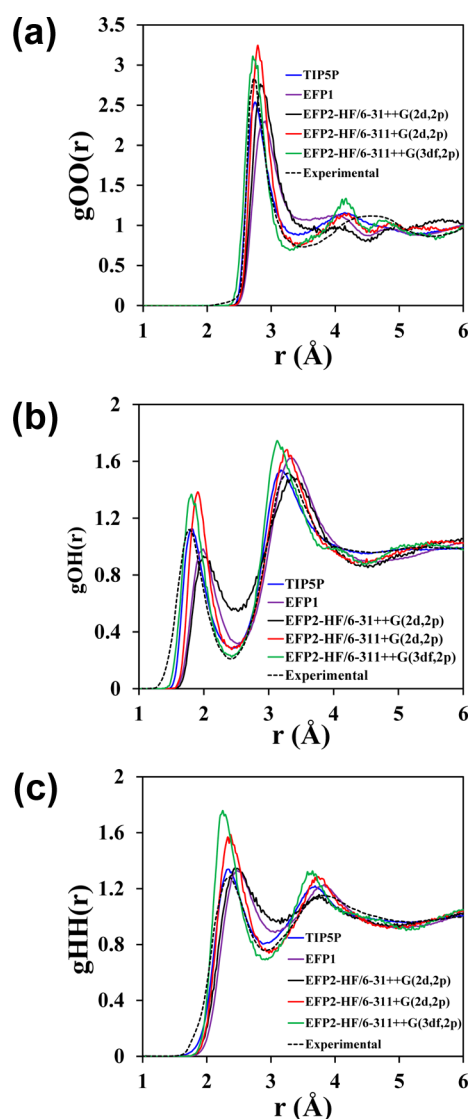 (a)
gOO(r)
3.5
3
2.5
2
1.5
1
0.5
0
TIP5P
EFP1
EFP2-HF/6-31++G(2d,2p)
EFP2-HF/6-311+G(2d,2p)
EFP2-HF/6-311++G(3df,2p)
Experimental
1 2 3 4 5 6
r (Å)
(b)
gOH(r)
2
1.6
1.2
0.8
0.4
0
TIP5P
EFP1
EFP2-HF/6-31++G(2d,2p)
EFP2-HF/6-311+G(2d,2p)
EFP2-HF/6-311++G(3df,2p)
Experimental
1 2 3 4 5 6
r (Å)
(c)
gHH(r)
2
1.6
1.2
0.8
0.4
0
TIP5P
EFP1
EFP2-HF/6-31++G(2d,2p)
EFP2-HF/6-311+G(2d,2p)
EFP2-HF/6-311++G(3df,2p)
Experimental
1 2 3 4 5 6
r (Å)